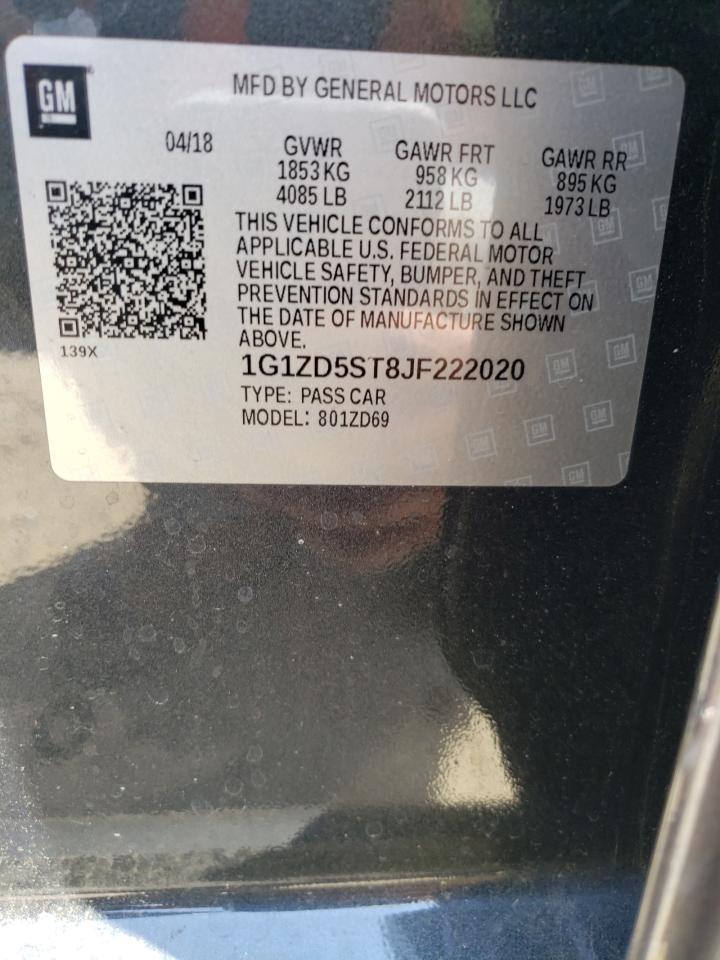 GM
MFD BY GENERAL MOTORS LLC
04/18
GVWR
1853 KG
4085 LB
GAWR FRT
958 KG
2112 LB
GAWR RR
895 KG
1973 LB
THIS VEHICLE CONFORMS TO ALL
APPLICABLE U.S. FEDERAL MOTOR
VEHICLE SAFETY, BUMPER, AND THEFT
PREVENTION STANDARDS IN EFFECT ON
THE DATE OF MANUFACTURE SHOWN
ABOVE.
139X
1G1ZD5ST8JF222020
TYPE: PASS CAR
MODEL: 801ZD69